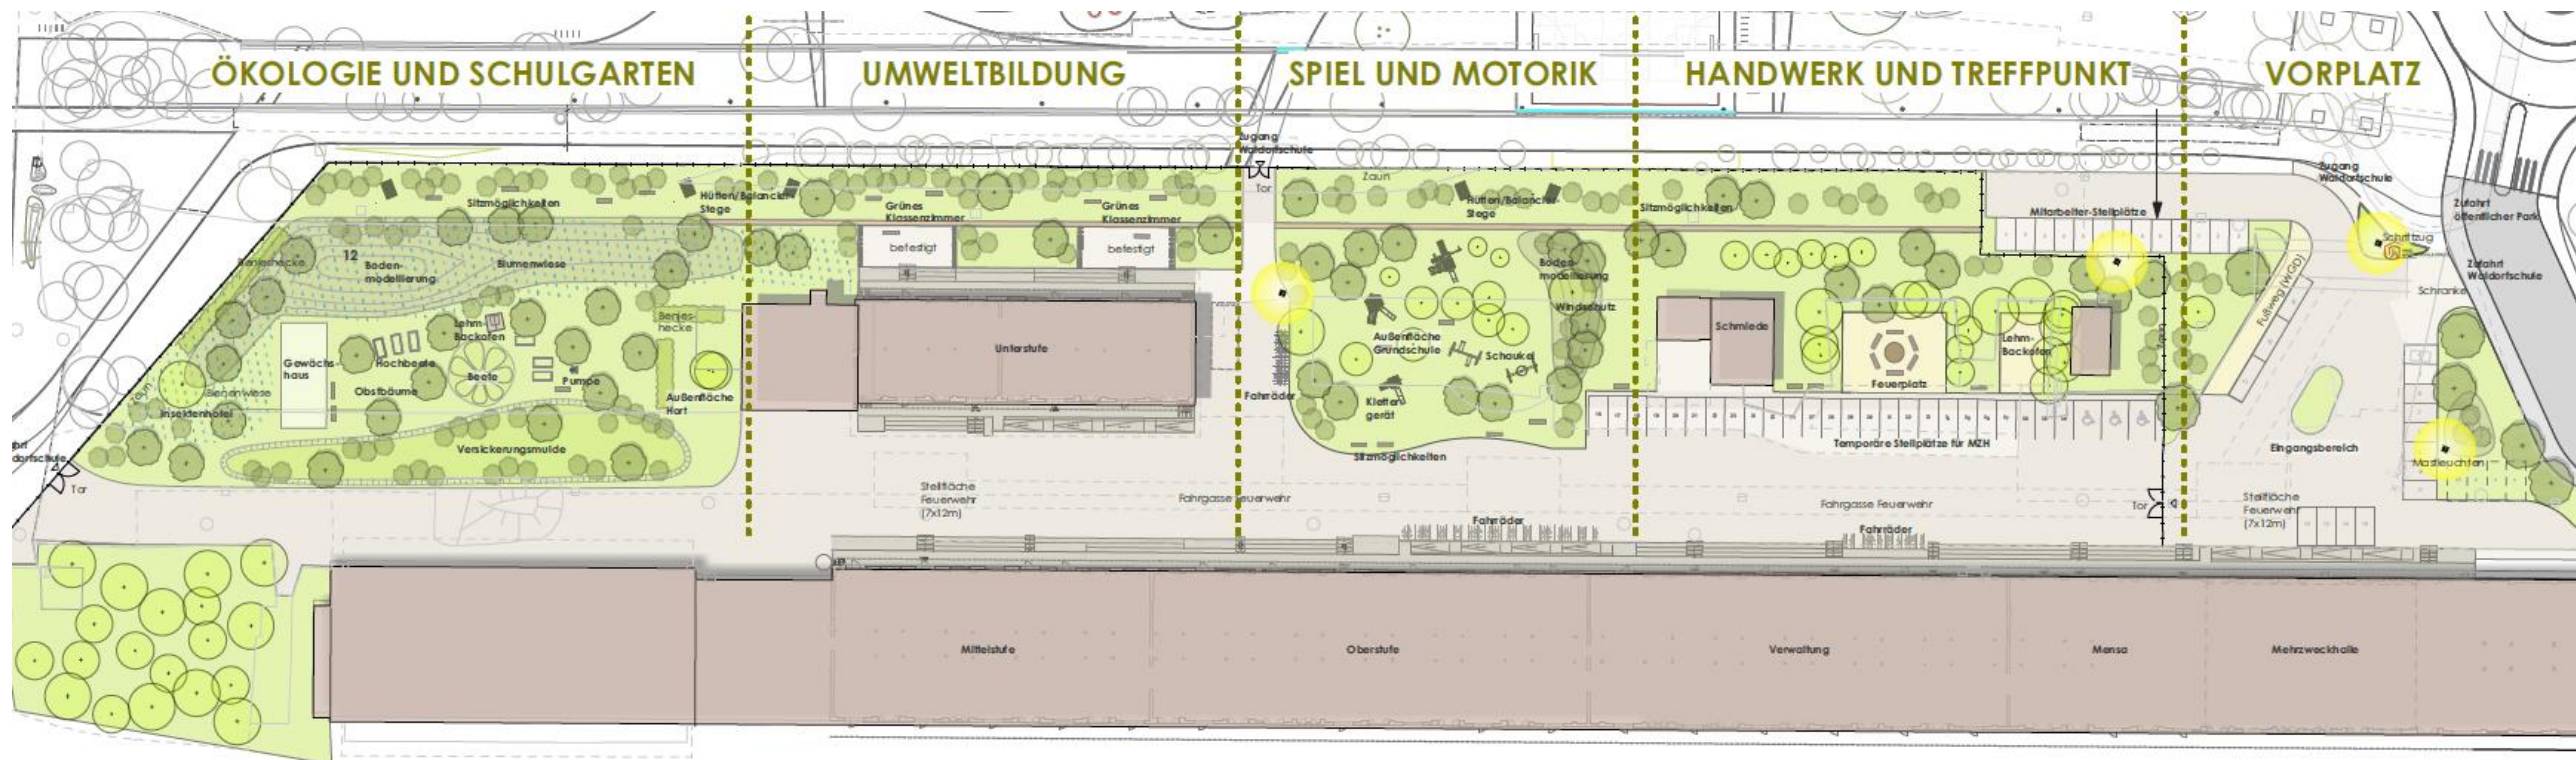 ÖKOLOGIE UND SCHULGARTEN
UMWELTBILDUNG
SPIEL UND MOTORIK
HANDWERK UND TREFFPUNKT
VORPLATZ
Sitzmöglichkeiten
Hütten/Balancier-
Stege
12
Boden-
modellierung
Blumenwiese
Benjeshecke
Benjes-
hecke
Lehm-
Backofen
Gewächs-
haus
Hochbeete
Beete
Pumpe
Obstbäume
Bienenwiese
Insektenhotel
Zaun
Außenfläche
Hort
Versickerungsmulde
Tor
Grünes
Klassenzimmer
Grünes
Klassenzimmer
befestigt
befestigt
Unterstufe
Stellfläche
Feuerwehr
(7x12m)
Fahrgasse Feuerwehr
Zugang
Waldorfschule
Tor
Zaun
Hütten/Balancier-
Stege
Boden-
modellierung
Windschutz
Außenfläche
Grundschule
Schaukel
Kletter-
gerät
Fahrräder
Sitzmöglichkeiten
Fahrräder
Sitzmöglichkeiten
Mitarbeiter-Stellplätze
Schmiede
Feuerplatz
Lehm-
Backofen
Zaun
Temporäre Stellplätze für MZH
Fahrgasse Feuerwehr
Fahrräder
Tor
Zugang
Waldorfschule
Zufahrt
öffentlicher Park
Schriftzug
Zufahrt
Waldorfschule
Schranke
Fußweg (WGD)
Eingangsbereich
Mastleuchten
Stellfläche
Feuerwehr
(7x12m)
Mittelstufe
Oberstufe
Verwaltung
Mensa
Mehrzweckhalle